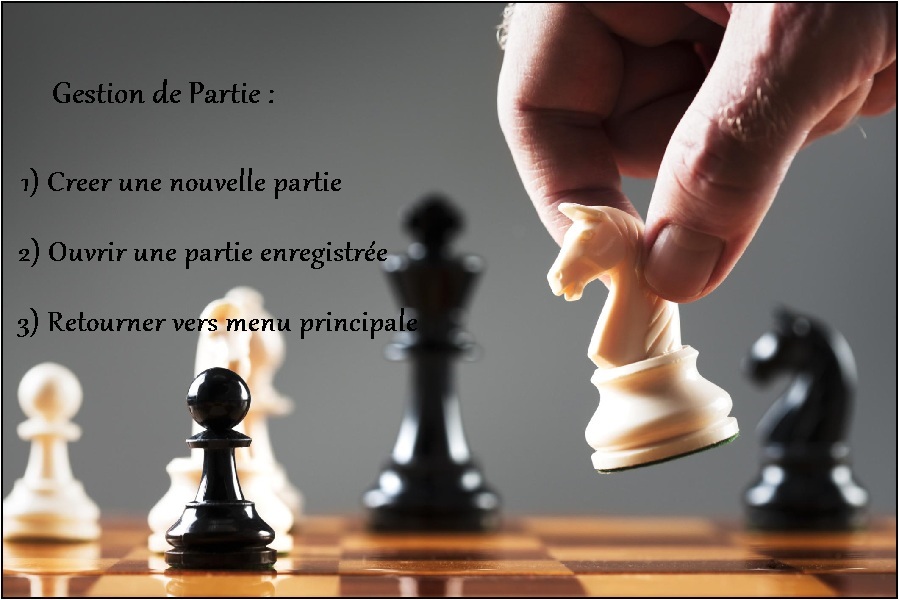 Gestion de Partie :
1) Creer une nouvelle partie
2) Ouvrir une partie enregistrée
3) Retourner vers menu principale